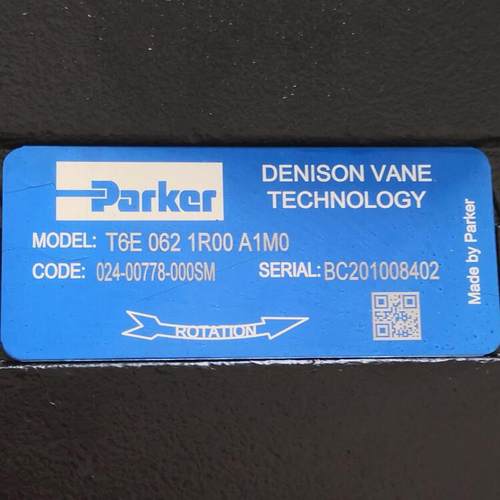 Parker
DENISON VANE
TECHNOLOGY
MODEL: T6E 062 1R00 A1M0
CODE: 024-00778-000SM
SERIAL: BC201008402
ROTATION
Made by Parker